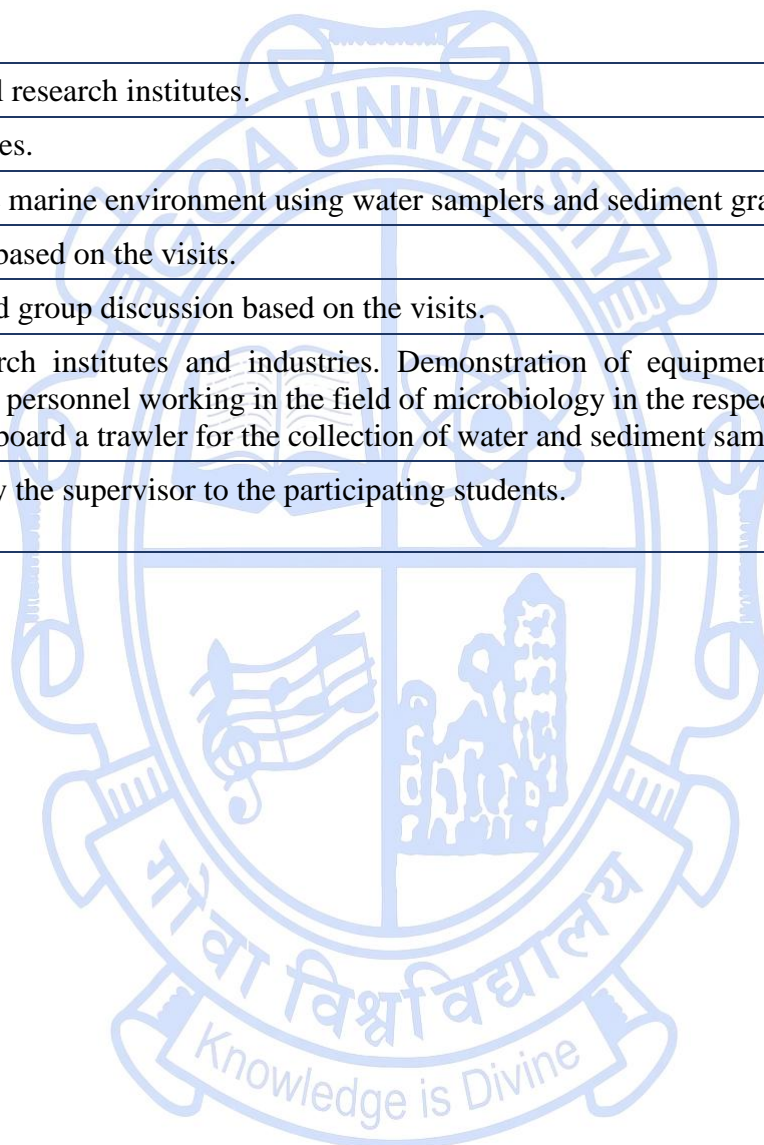 l research institutes.
es.
marine environment using water samplers and sediment gra
based on the visits.
d group discussion based on the visits.
rch institutes and industries. Demonstration of equipmen
personnel working in the field of microbiology in the respec
board a trawler for the collection of water and sediment sam
y the supervisor to the participating students.
GOA UNIVERSITY
गोंवा विश्वविद्यालय
Knowledge is Divine